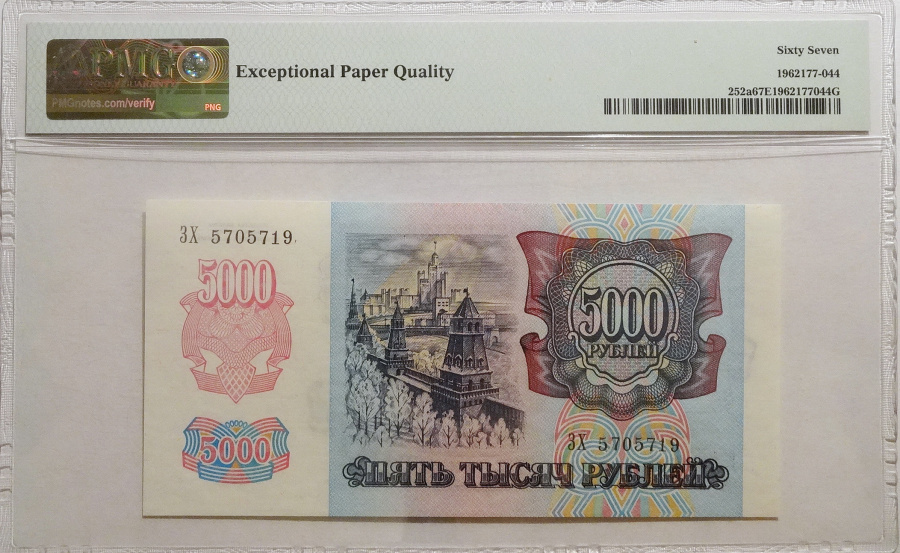 PMG
PMGnotes.com/verify
PNG
Exceptional Paper Quality
Sixty Seven
1962177-044
252a67E1962177044G
ЗХ 5705719
5000
5000
5000
РУБЛЕЙ
ЗХ 5705719
ПЯТЬ ТЫСЯЧ РУБЛЕЙ